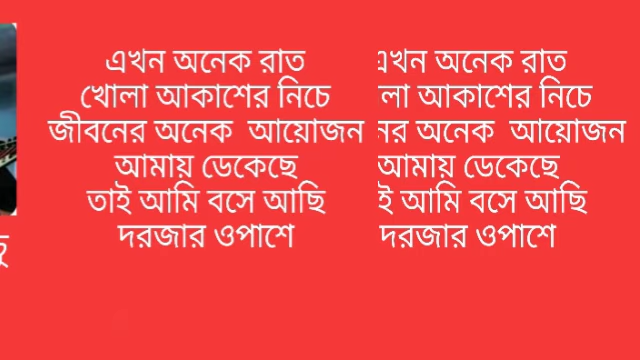 এখন অনেক রাত
খোলা আকাশের নিচে
জীবনের অনেক আয়োজন
আমায় ডেকেছে
তাই আমি বসে আছি
দরজার ওপাশে
এখন অনেক রাত
লা আকাশের নিচে
নর অনেক আয়োজন
আমায় ডেকেছে
ই আমি বসে আছি
দরজার ওপাশে